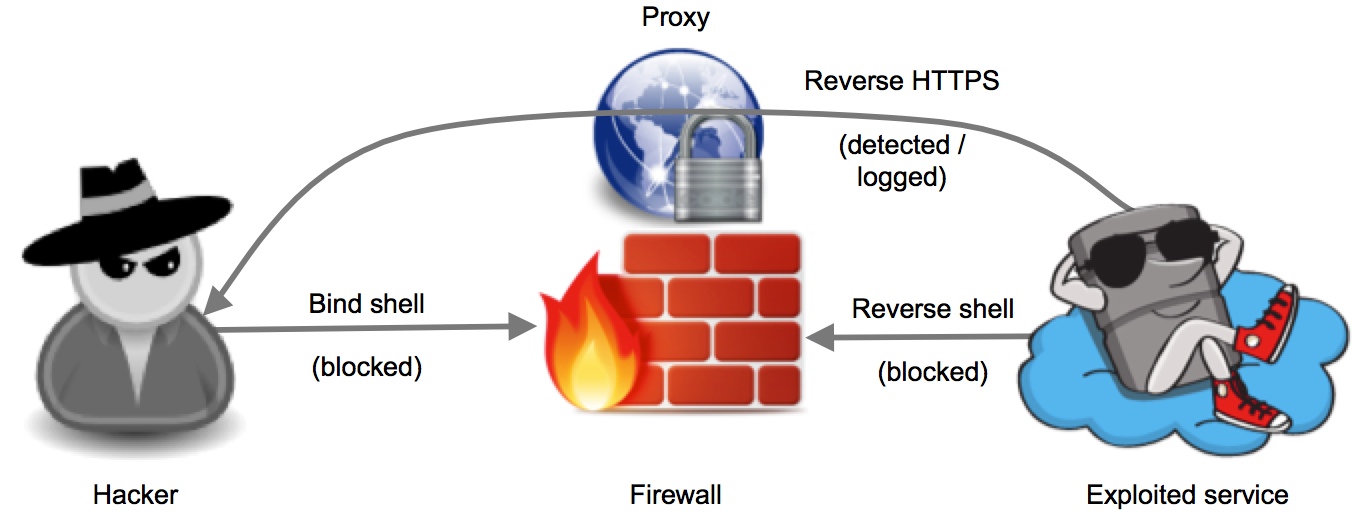 Proxy
Reverse HTTPS
(detected /
logged)
Bind shell
(blocked)
Reverse shell
(blocked)
Hacker
Firewall
Exploited service